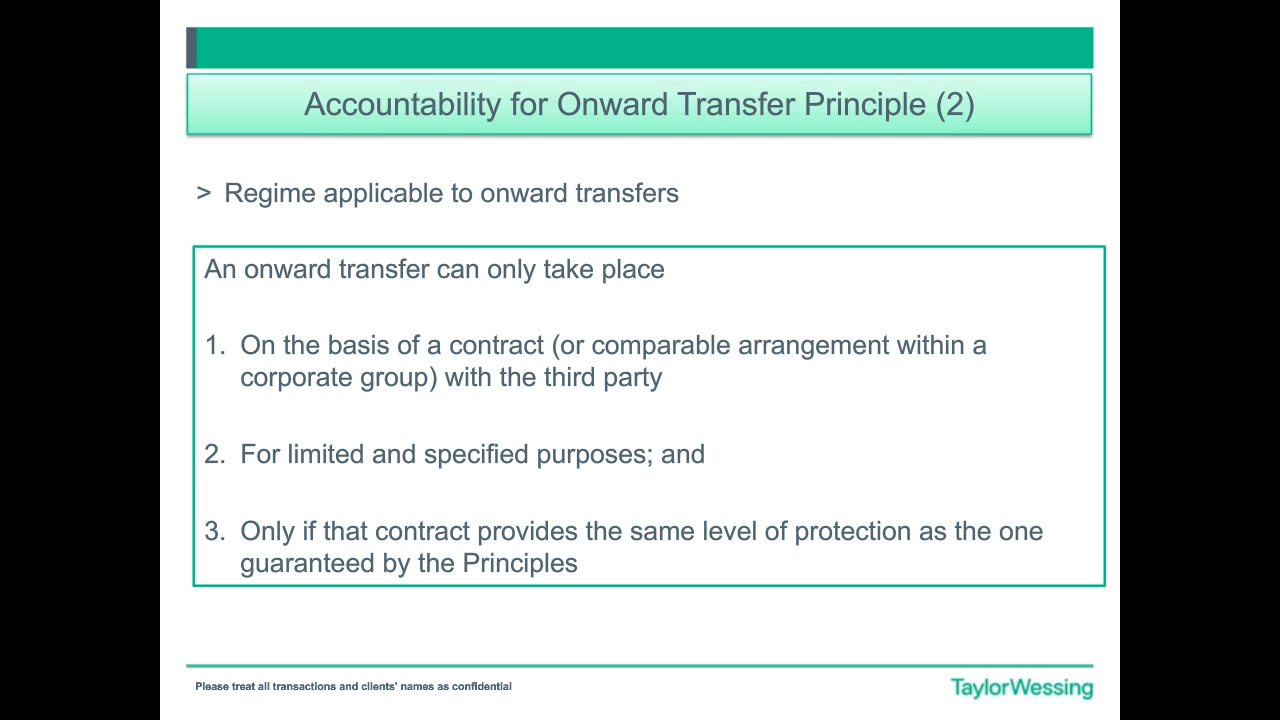 Accountability for Onward Transfer Principle (2)
> Regime applicable to onward transfers
An onward transfer can only take place
1. On the basis of a contract (or comparable arrangement within a
corporate group) with the third party
2. For limited and specified purposes; and
3. Only if that contract provides the same level of protection as the one
guaranteed by the Principles
Please treat all transactions and clients' names as confidential
TaylorWessing